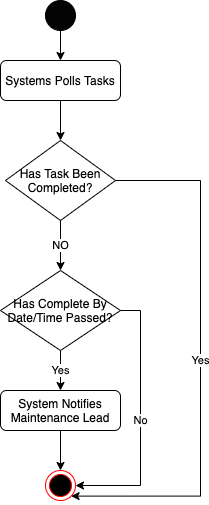 Systems Polls Tasks
Has Task Been
Completed?
NO
Has Complete By
Date/Time Passed?
Yes
Yes
System Notifies
Maintenance Lead
No